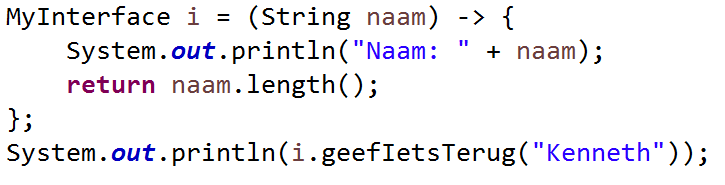 MyInterface i = (String naam) -> {
    System.out.println("Naam: " + naam);
    return naam.length();
};
System.out.println(i.geefIetsTerug("Kenneth"));